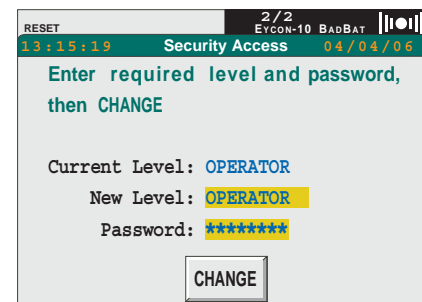 2/2
RESET EYCON-10 BADBAT
13:15:19 Security Access 04/04/06
Enter required level and password,
then CHANGE
Current Level: OPERATOR
New Level: OPERATOR
Password: ********
CHANGE